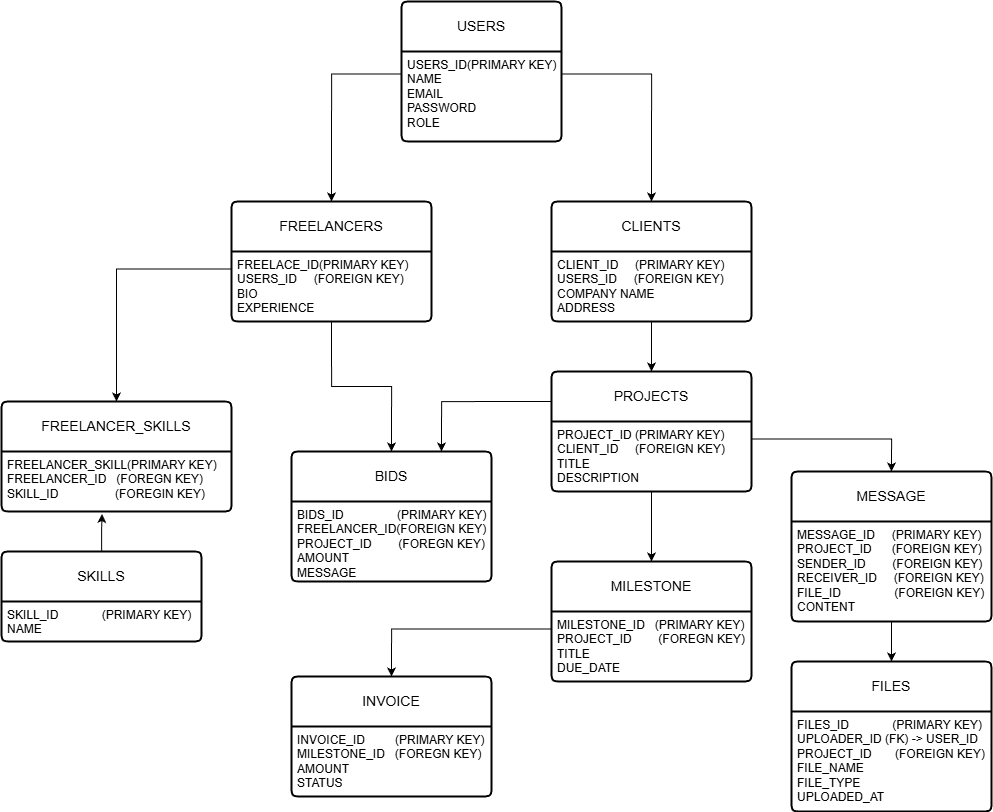 USERS
USERS_ID(PRIMARY KEY)
NAME
EMAIL
PASSWORD
ROLE
FREELANCERS
FREELACE_ID(PRIMARY KEY)
USERS_ID (FOREIGN KEY)
BIO
EXPERIENCE
CLIENTS
CLIENT_ID (PRIMARY KEY)
USERS_ID (FOREIGN KEY)
COMPANY NAME
ADDRESS
PROJECTS
PROJECT_ID (PRIMARY KEY)
CLIENT_ID (FOREIGN KEY)
TITLE
DESCRIPTION
FREELANCER_SKILLS
FREELANCER_SKILL(PRIMARY KEY)
FREELANCER_ID (FOREGN KEY)
SKILL_ID (FOREGIN KEY)
BIDS
BIDS_ID (PRIMARY KEY)
FREELANCER_ID(FOREIGN KEY)
PROJECT_ID (FOREGN KEY)
AMOUNT
MESSAGE
MESSAGE
MESSAGE_ID (PRIMARY KEY)
PROJECT_ID (FOREIGN KEY)
SENDER_ID (FOREIGN KEY)
RECEIVER_ID (FOREIGN KEY)
FILE_ID (FOREIGN KEY)
CONTENT
SKILLS
SKILL_ID (PRIMARY KEY)
NAME
MILESTONE
MILESTONE_ID (PRIMARY KEY)
PROJECT_ID (FOREGN KEY)
TITLE
DUE_DATE
INVOICE
INVOICE_ID (PRIMARY KEY)
MILESTONE_ID (FOREGN KEY)
AMOUNT
STATUS
FILES
FILES_ID (PRIMARY KEY)
UPLOADER_ID (FK) -> USER_ID
PROJECT_ID (FOREIGN KEY)
FILE_NAME
FILE_TYPE
UPLOADED_AT